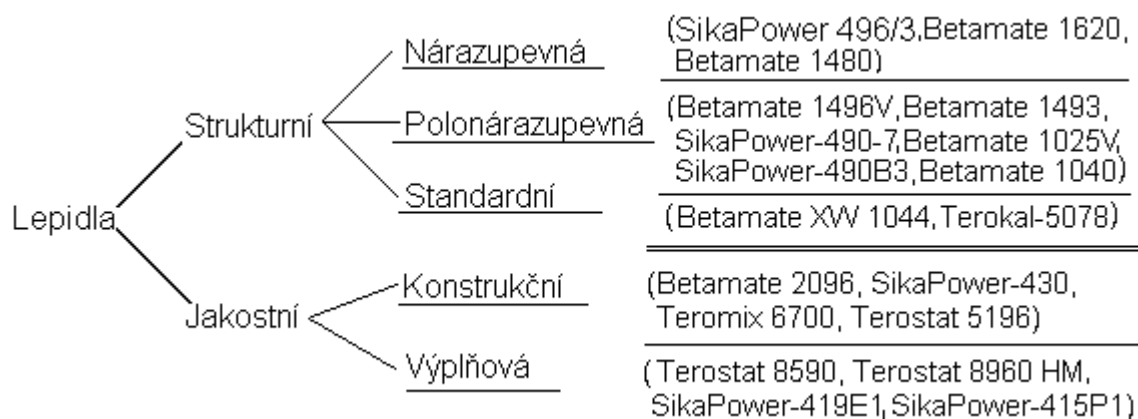 Lepidla
Strukturní
Nárazupevná
(SikaPower 496/3,Betamate 1620,
Betamate 1480)
Polonárazupevná
(Betamate 1496V,Betamate 1493,
SikaPower-490-7,Betamate 1025V,
SikaPower-490B3,Betamate 1040)
Standardní
(Betamate XW 1044,Terokal-5078)
Jakostní
Konstrukční
(Betamate 2096, SikaPower-430,
Teromix 6700, Terostat 5196)
Výplňová
(Terostat 8590, Terostat 8960 HM,
SikaPower-419E1,SikaPower-415P1)